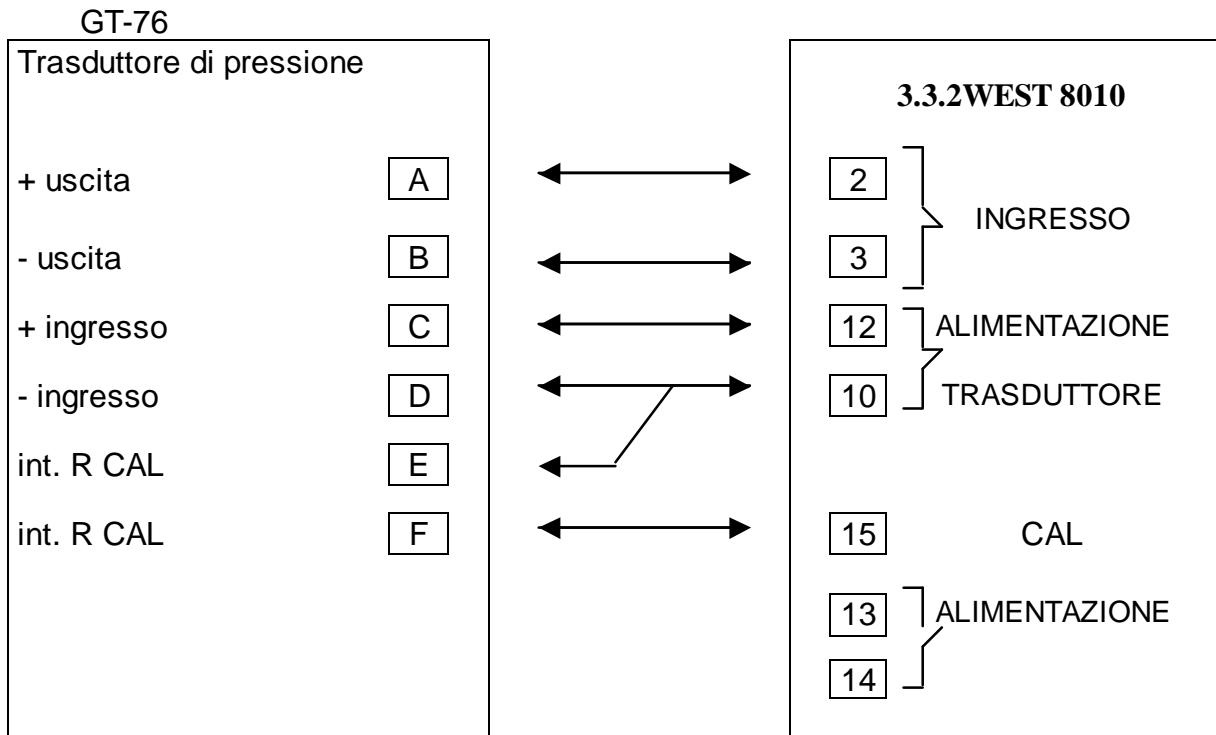 GT-76
Trasduttore di pressione
3.3.2WEST 8010
+ uscita A 2
INGRESSO
- uscita B 3
+ ingresso C 12 ALIMENTAZIONE
- ingresso D 10 TRASDUTTORE
int. R CAL E
int. R CAL F 15 CAL
13 ALIMENTAZIONE
14